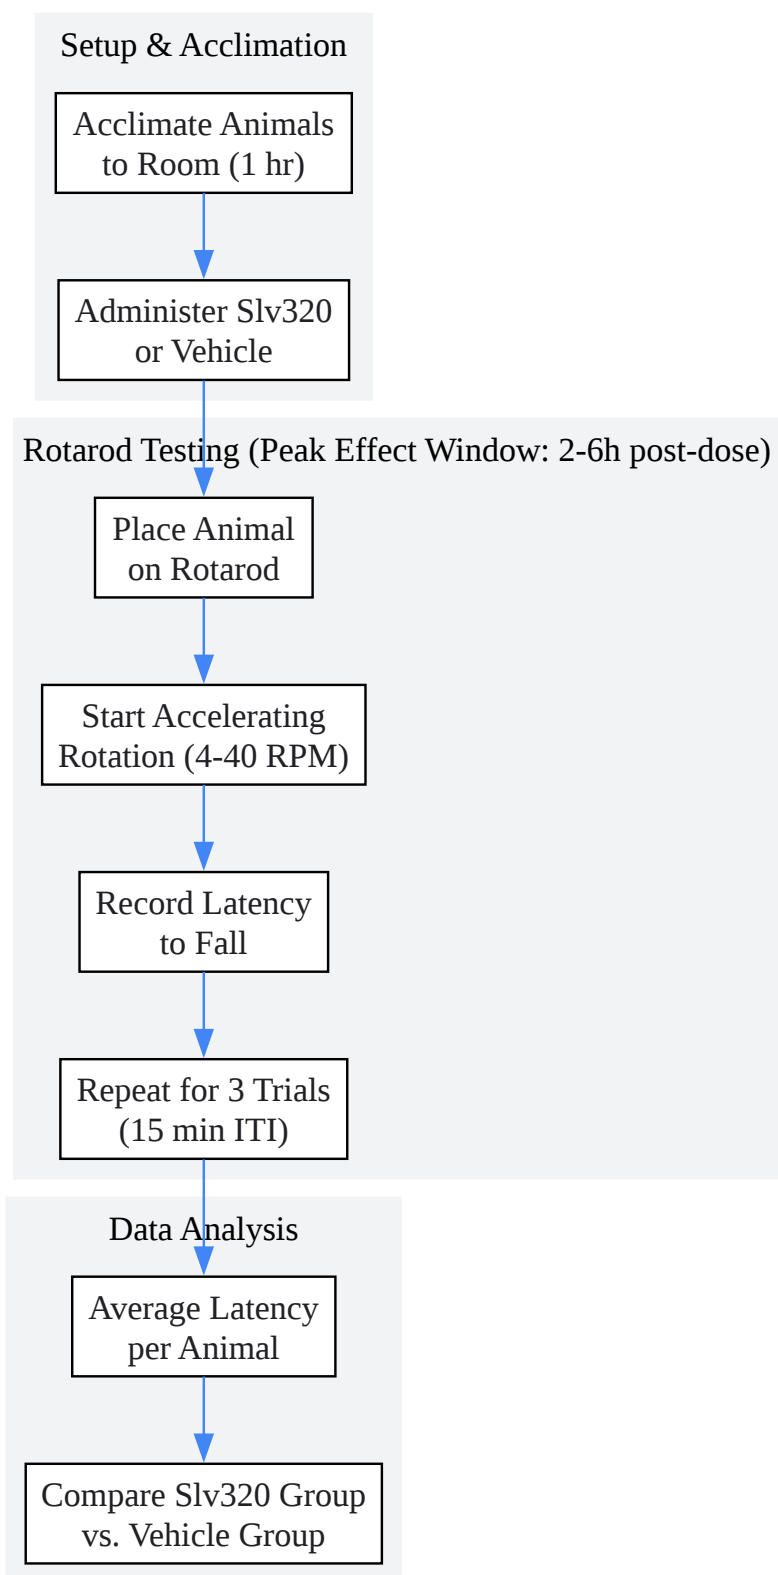 Setup & Acclimation
Acclimate Animals
to Room (1 hr)
Administer Slv320
or Vehicle
Rotarod Testing (Peak Effect Window: 2-6h post-dose)
Place Animal
on Rotarod
Start Accelerating
Rotation (4-40 RPM)
Record Latency
to Fall
Repeat for 3 Trials
(15 min ITI)
Data Analysis
Average Latency
per Animal
Compare Slv320 Group
vs. Vehicle Group